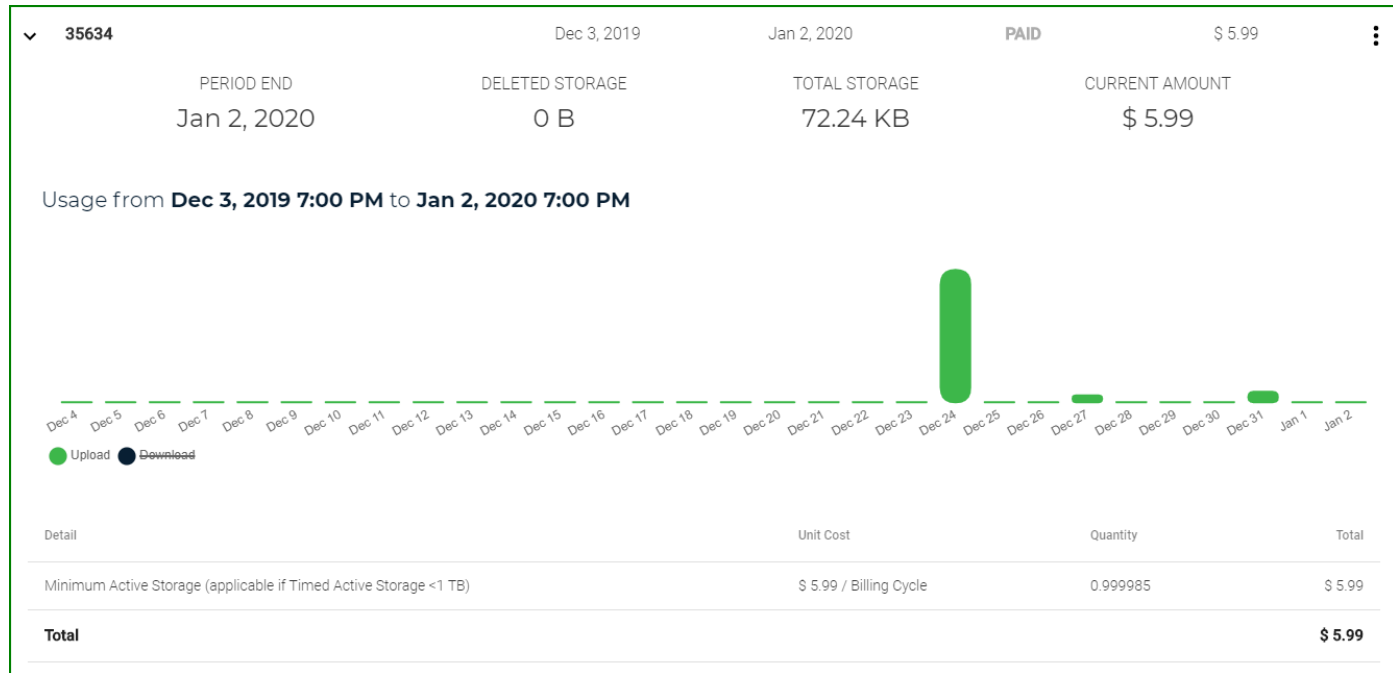 35634 Dec 3, 2019 Jan 2, 2020 PAID $ 5.99
PERIOD END DELETED STORAGE TOTAL STORAGE CURRENT AMOUNT
Jan 2, 2020 0 B 72.24 KB $ 5.99
Usage from Dec 3, 2019 7:00 PM to Jan 2, 2020 7:00 PM
Dec 4 Dec 5 Dec 6 Dec 7 Dec 8 Dec 9 Dec 10 Dec 11 Dec 12 Dec 13 Dec 14 Dec 15 Dec 16 Dec 17 Dec 18 Dec 19 Dec 20 Dec 21 Dec 22 Dec 23 Dec 24 Dec 25 Dec 26 Dec 27 Dec 28 Dec 29 Dec 30 Dec 31 Jan 1 Jan 2
Upload Download
Detail Unit Cost Quantity Total
Minimum Active Storage (applicable if Timed Active Storage <1 TB) $ 5.99 / Billing Cycle 0.999985 $ 5.99
Total $ 5.99